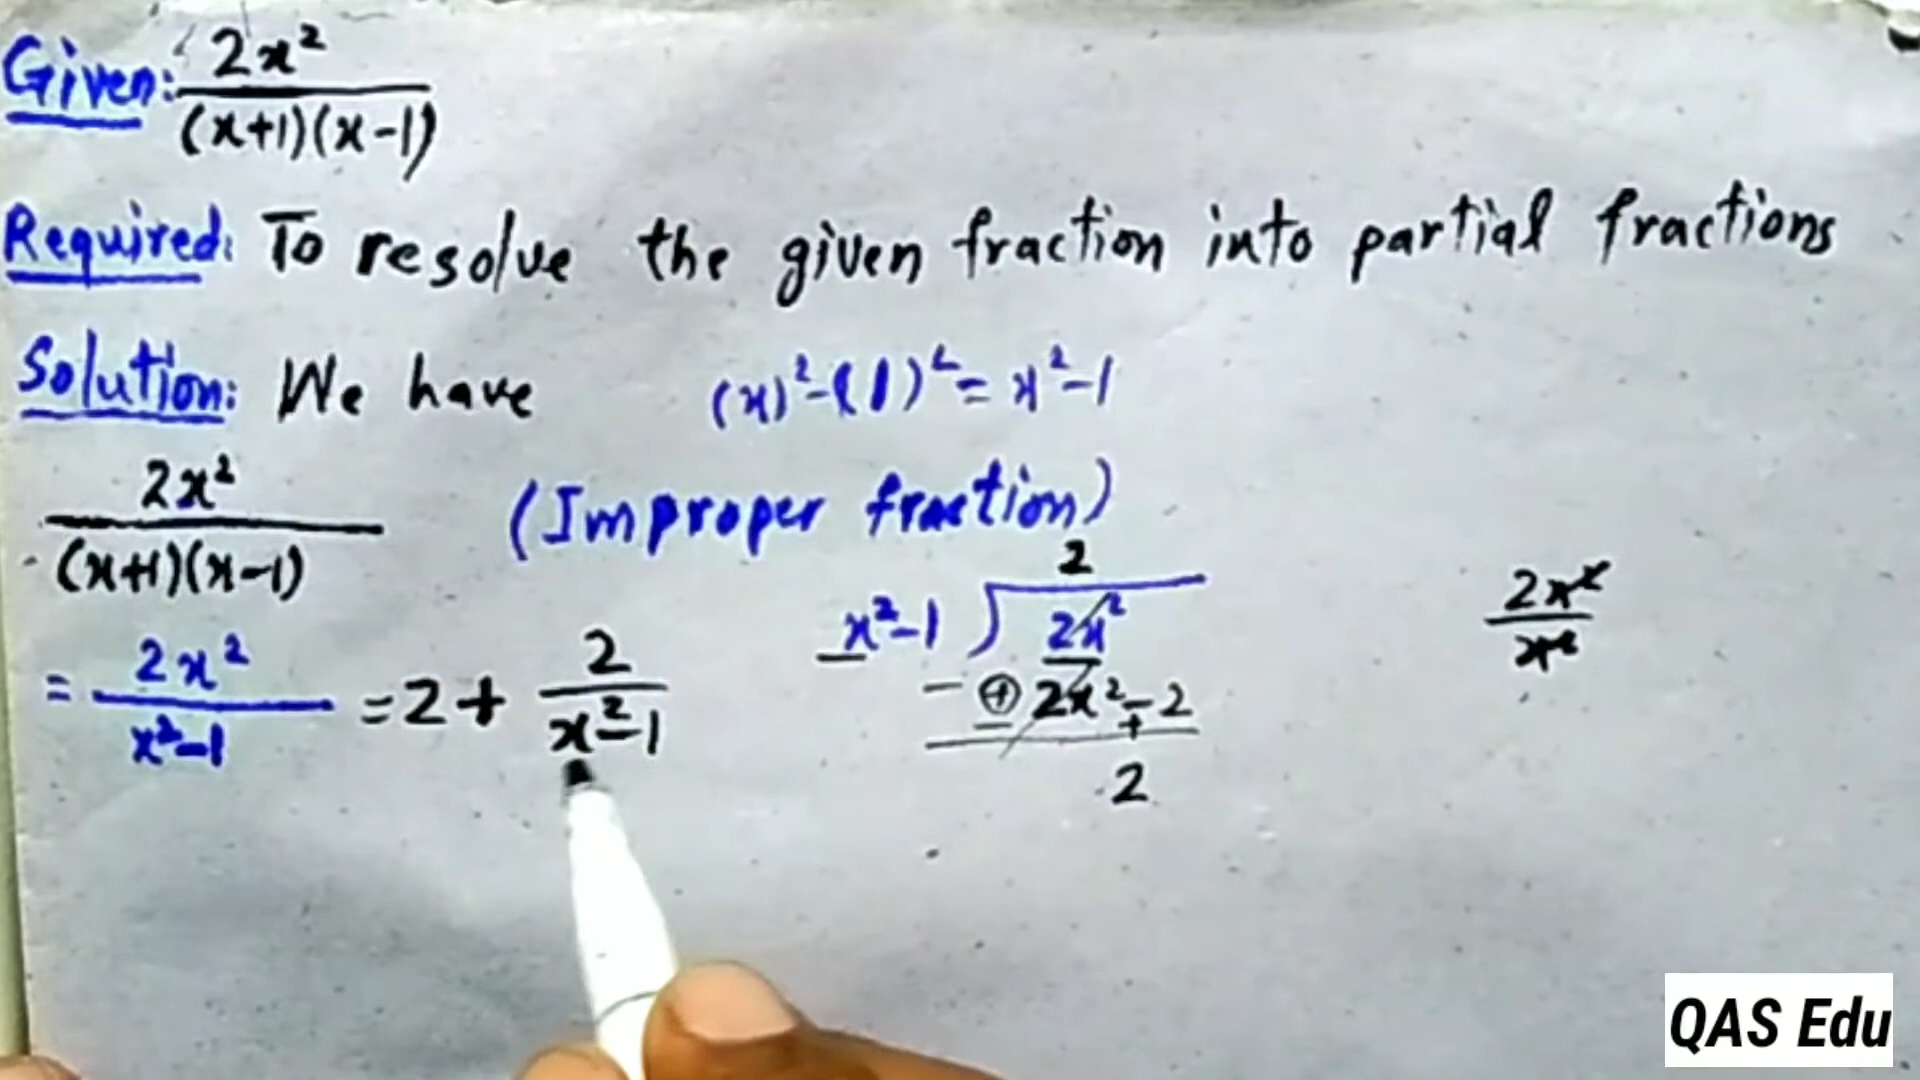 Given: 2x²
(x+1)(x-1)
Required: To resolve the given fraction into partial fractions
Solution: We have (x)²-(1)²=x²-1
2x²
(x+1)(x-1)
(Improper fraction)
= 2x²
x²-1
=2+ 2
x²-1
2
x²-1 ) 2x²
- ⊕ 2x²-2
- +
2
2x²
x²
QAS Edu